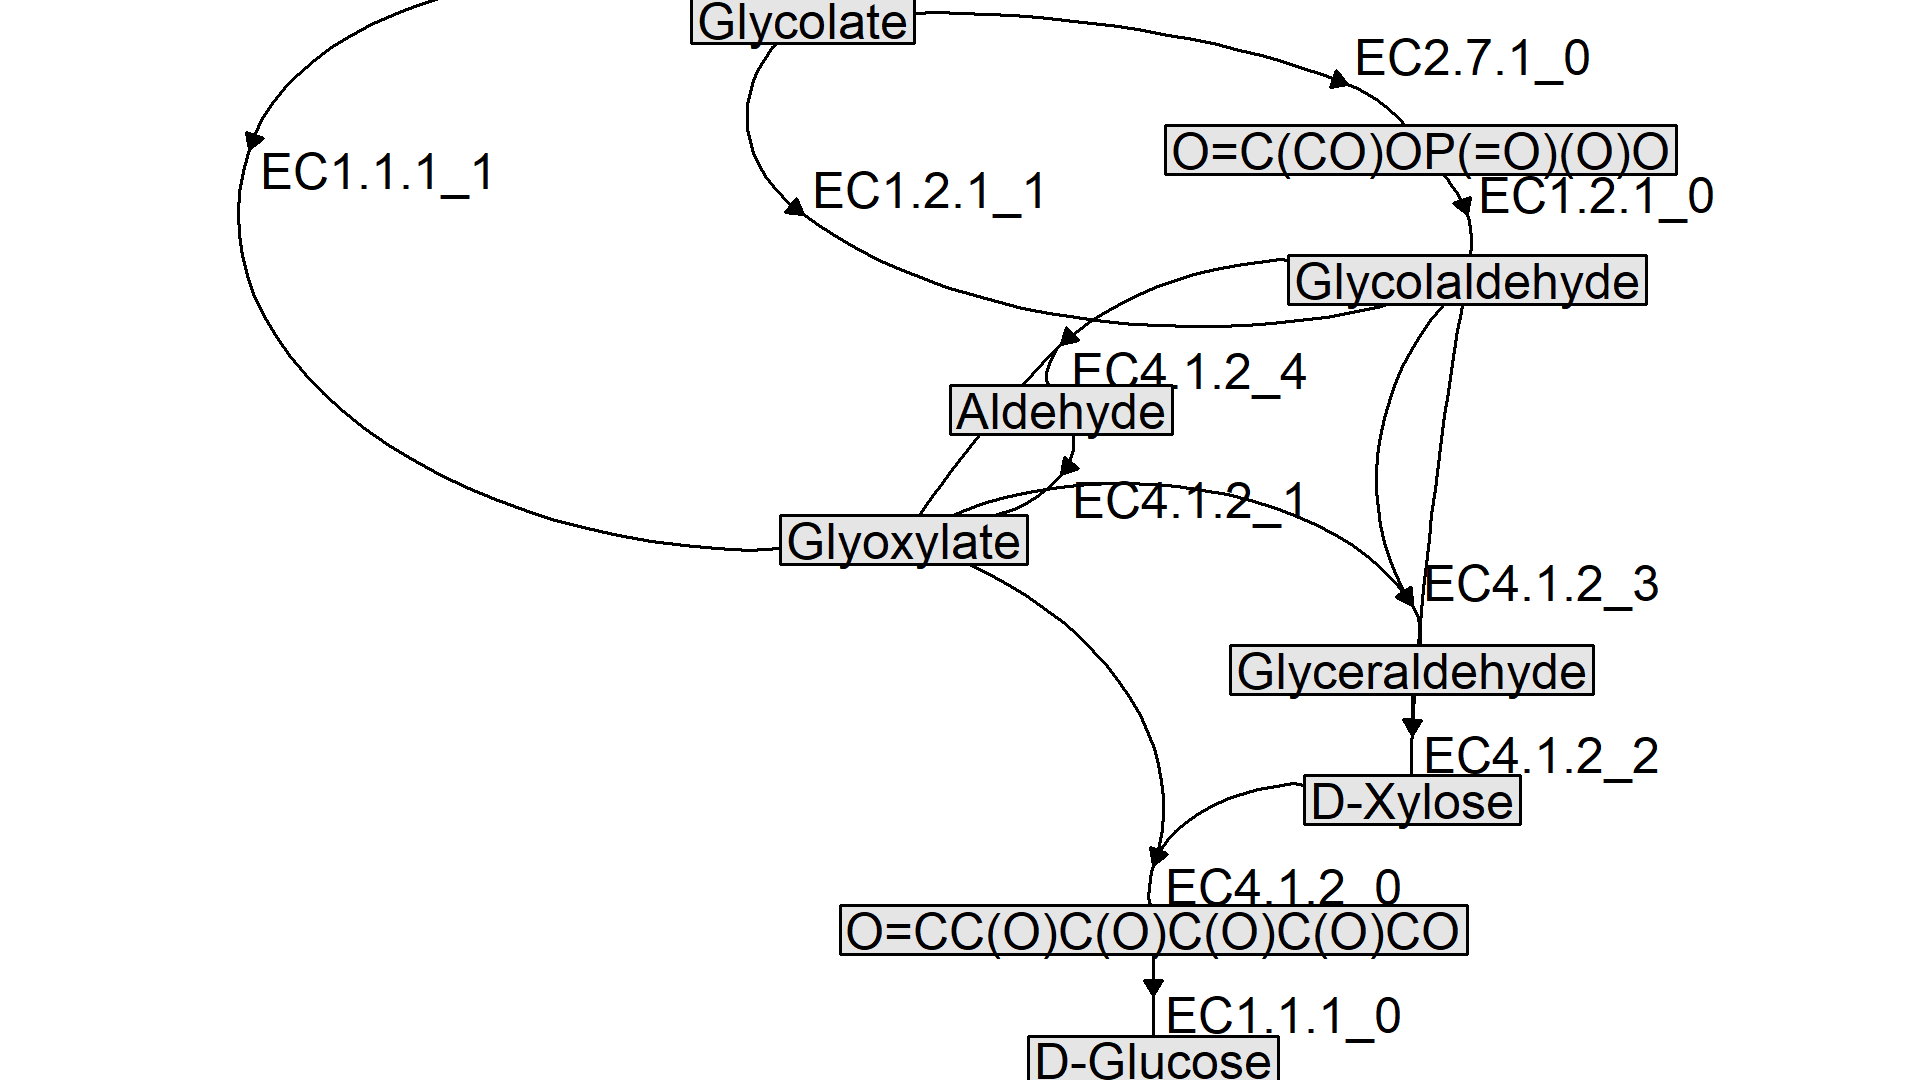 Glycolate
EC2.7.1_0
O=C(CO)OP(=O)(O)O
EC1.1.1_1
EC1.2.1_1
EC1.2.1_0
Glycolaldehyde
EC4.1.2_4
Aldehyde
EC4.1.2_1
Glyoxylate
EC4.1.2_3
Glyceraldehyde
EC4.1.2_2
D-Xylose
EC4.1.2_0
O=CC(O)C(O)C(O)C(O)CO
EC1.1.1_0
D-Glucose